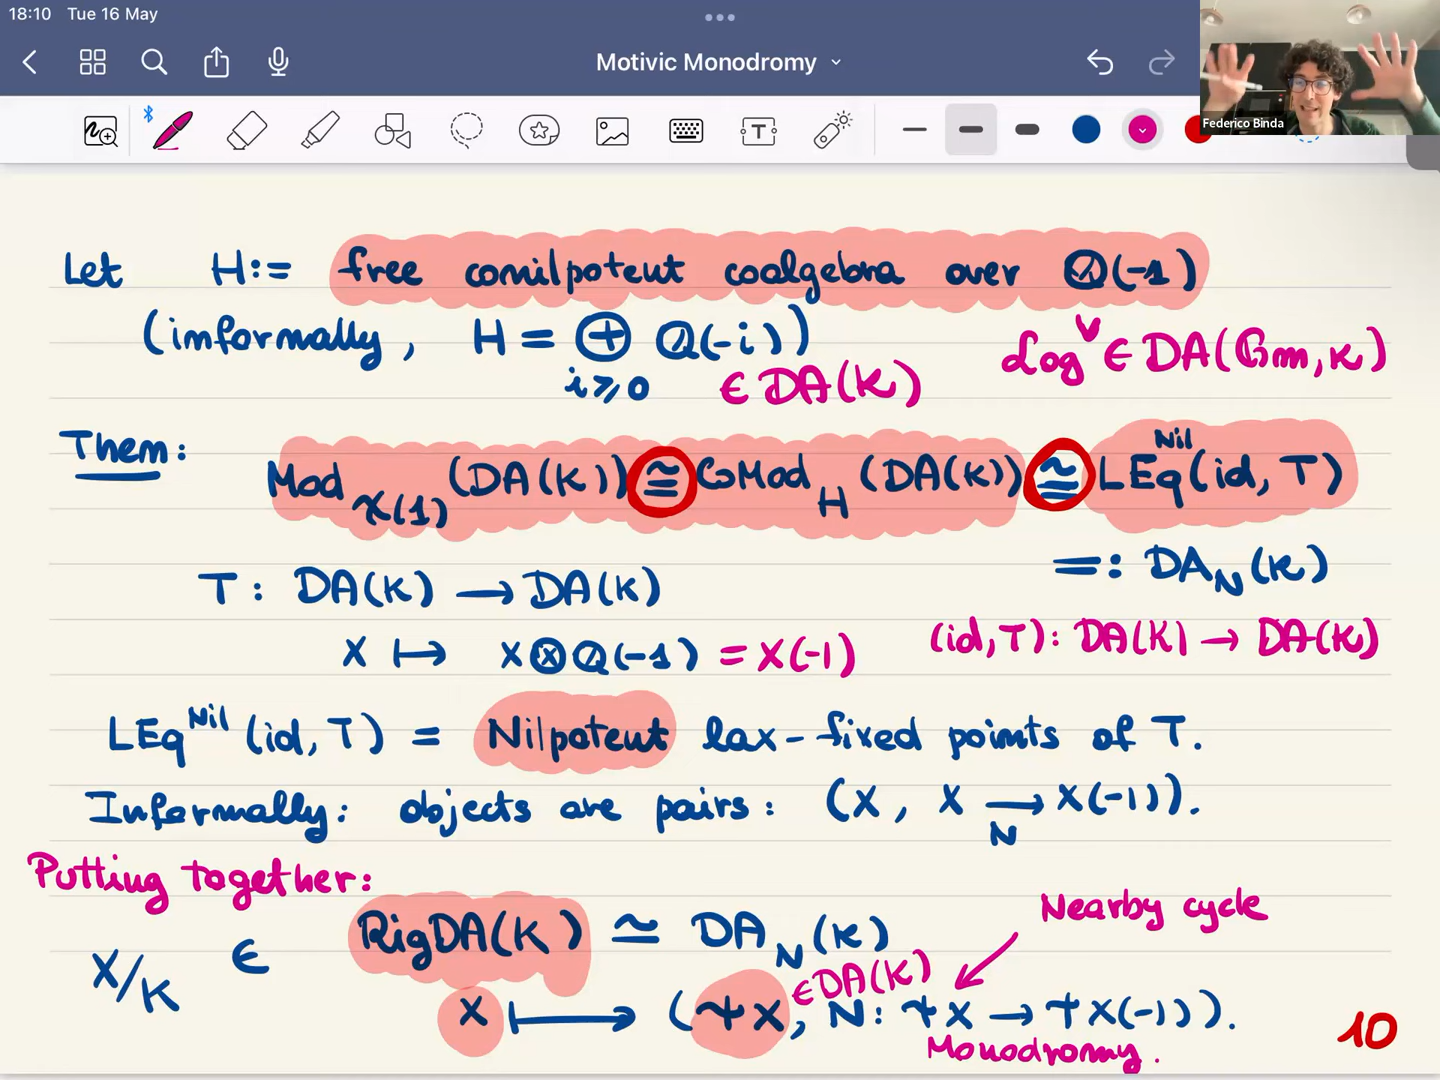 18:10 Tue 16 May
Motivic Monodromy
Federico Binda
Let H := free conilpotent coalgebra over ℚ(-1)
(informally, H = ⊕_{i≥0} ℚ(-i)) ∈ DA(k)
Log^∨ ∈ DA(Gm,k)
Then: Mod_{χ(1)}(DA(k)) ≅ CoMod_H(DA(k)) ≅ LEq^{Nil}(id, T)
=: DA_N(k)
T: DA(k) → DA(k)
X ↦ X⊗ℚ(-1) = X(-1)
(id, T): DA(k) → DA(k)
LEq^{Nil}(id, T) = Nilpotent lax-fixed points of T.
Informally: objects are pairs: (X, X →_N X(-1)).
Putting together:
RigDA(K) ≃ DA_N(k)
Nearby cycle
X/K ∈
∈DA(k)
X ↦ (ΨX, N: ΨX → ΨX(-1)).
Monodromy.
10